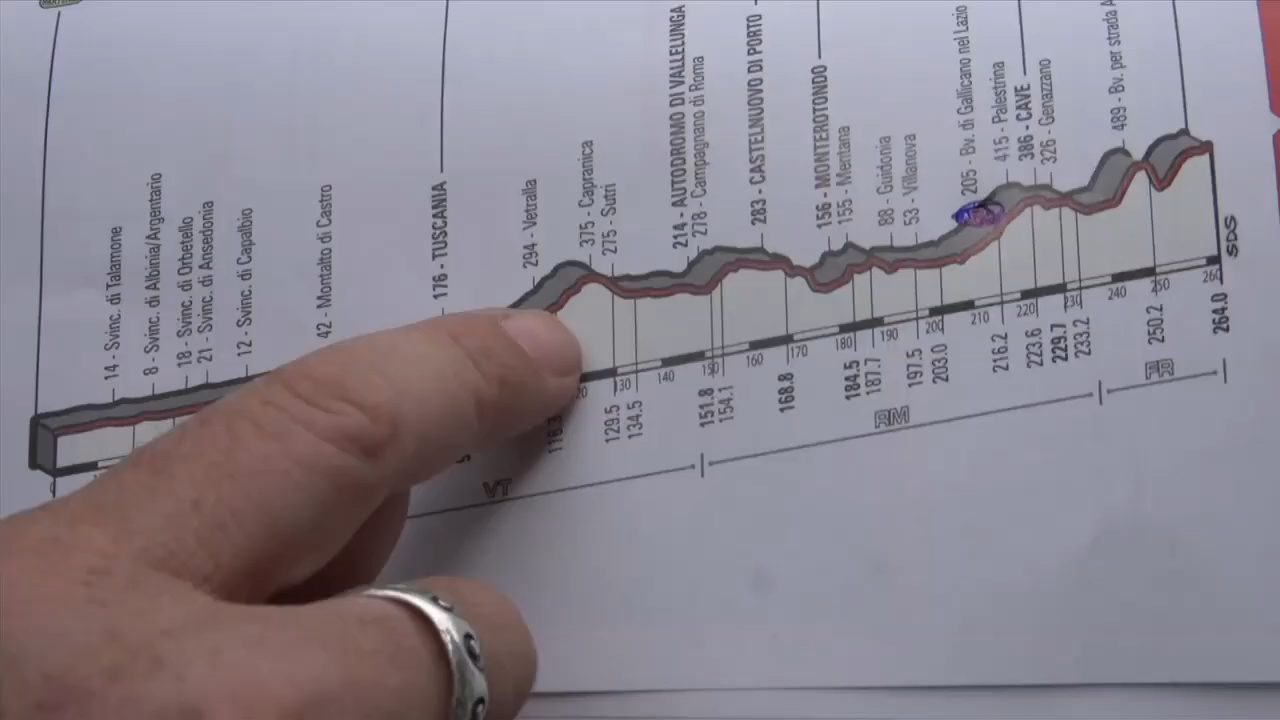 14 - Svinc. di Talamone
8 - Svinc. di Albinia/Argentario
18 - Svinc. di Orbetello
21 - Svinc. di Ansedonia
12 - Svinc. di Capalbio
42 - Montalto di Castro
176 - TUSCANIA
294 - Vetralla
375 - Capranica
275 - Sutri
214 - AUTODROMO DI VALLELUNGA
278 - Campagnano di Roma
283 - CASTELNUOVO DI PORTO
156 - MONTEROTONDO
155 - Mentana
88 - Guidonia
53 - Villanova
205 - Bv. di Gallicano nel Lazio
415 - Palestrina
386 - CAVE
326 - Genazzano
489 - Bv. per strada
SDS
0
130
140
150
160
170
180
190
200
210
220
230
240
250
260
129.5
134.5
151.8
154.1
168.8
184.5
187.7
197.5
203.0
216.2
223.6
229.7
233.2
250.2
264.0
VT
RM
FR